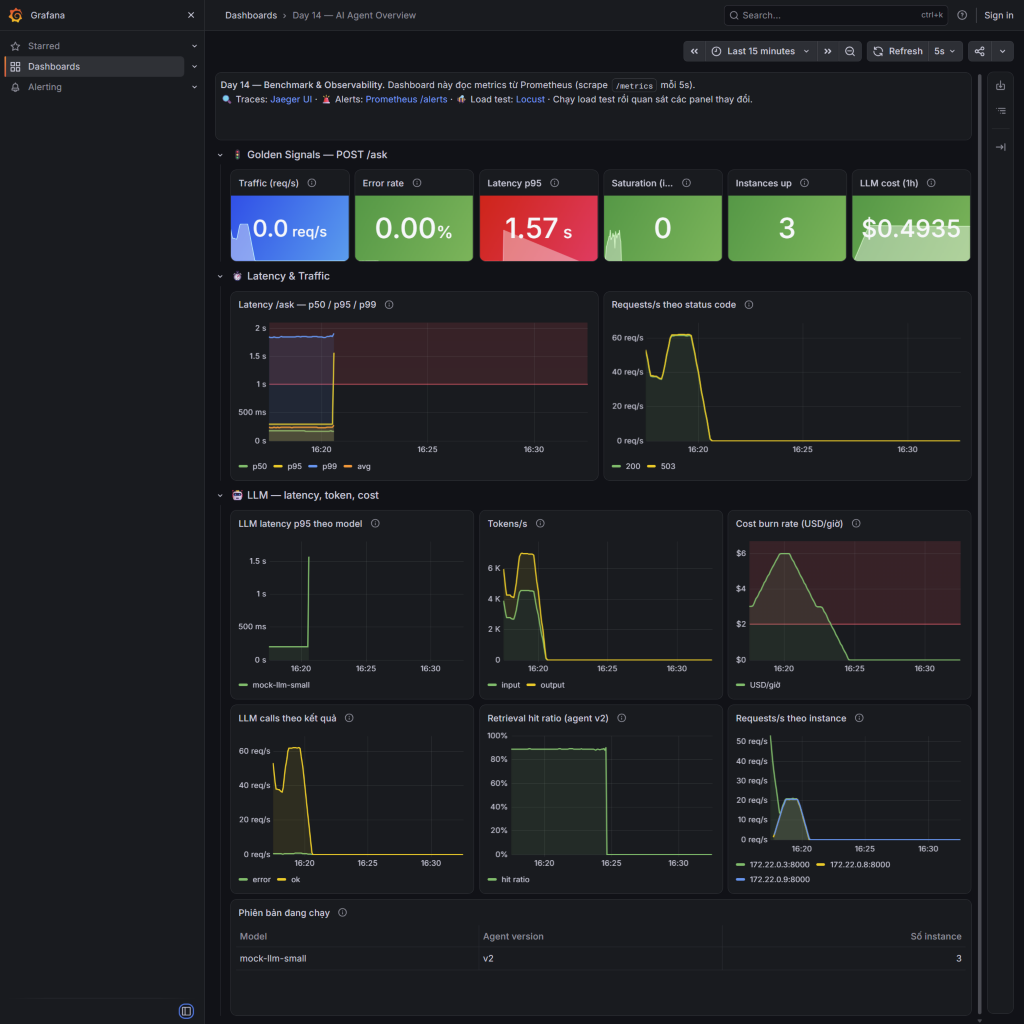 Grafana
Dashboards › Day 14 — AI Agent Overview
Search...
ctrl+k
Sign in
Starred
Dashboards
Alerting
Last 15 minutes
Refresh
5s
Day 14 — Benchmark & Observability. Dashboard này đọc metrics từ Prometheus (scrape /metrics mỗi 5s).
Traces: Jaeger UI · Alerts: Prometheus /alerts · Load test: Locust · Chạy load test rồi quan sát các panel thay đổi.
Golden Signals — POST /ask
Traffic (req/s)
0.0 req/s
Error rate
0.00%
Latency p95
1.57 s
Saturation (i...
0
Instances up
3
LLM cost (1h)
$0.4935
Latency & Traffic
Latency /ask — p50 / p95 / p99
2 s
1.5 s
1 s
500 ms
0 s
16:20 16:25 16:30
p50 p95 p99 avg
Requests/s theo status code
60 req/s
40 req/s
20 req/s
0 req/s
16:20 16:25 16:30
200 503
LLM — latency, token, cost
LLM latency p95 theo model
1.5 s
1 s
500 ms
0 s
16:20 16:25 16:30
mock-llm-small
Tokens/s
6 K
4 K
2 K
0
16:20 16:25 16:30
input output
Cost burn rate (USD/giờ)
$6
$4
$2
$0
16:20 16:25 16:30
USD/giờ
LLM calls theo kết quả
60 req/s
40 req/s
20 req/s
0 req/s
16:20 16:25 16:30
error ok
Retrieval hit ratio (agent v2)
100%
80%
60%
40%
20%
0%
16:20 16:25 16:30
hit ratio
Requests/s theo instance
50 req/s
40 req/s
30 req/s
20 req/s
10 req/s
0 req/s
16:20 16:25 16:30
172.22.0.3:8000 172.22.0.8:8000
172.22.0.9:8000
Phiên bản đang chạy
Model Agent version Số instance
mock-llm-small v2 3